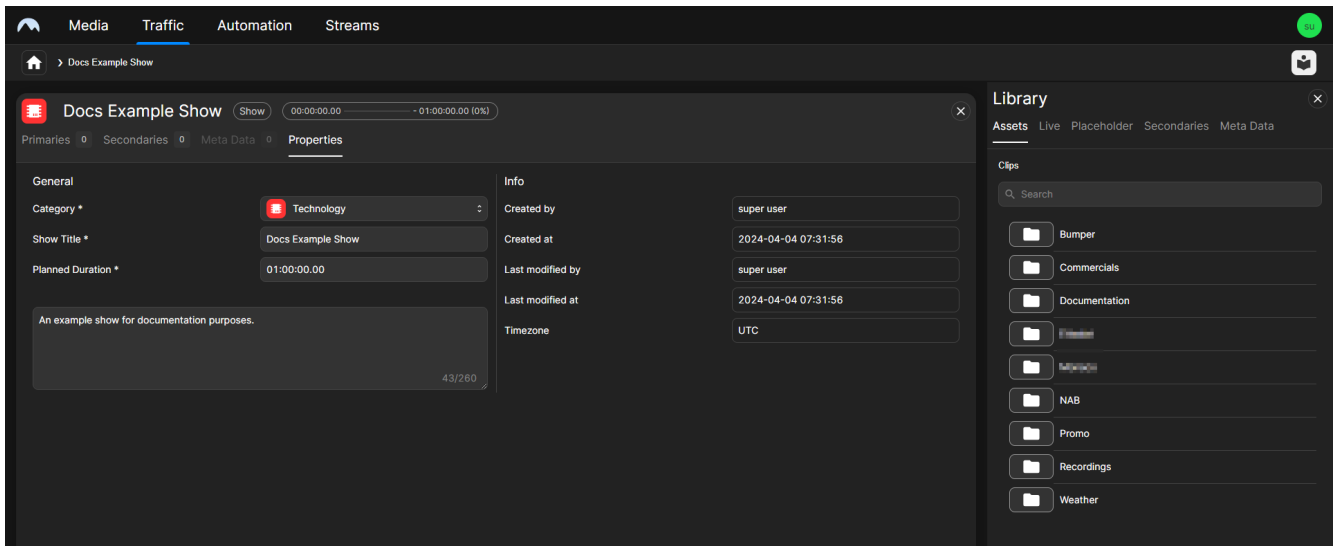 Media Traffic Automation Streams
su
> Docs Example Show
Docs Example Show Show 00:00:00.00 - 01:00:00.00 (0%)
Primaries 0 Secondaries 0 Meta Data 0 Properties
General
Category * Technology
Show Title * Docs Example Show
Planned Duration * 01:00:00.00
An example show for documentation purposes.
43/260
Info
Created by super user
Created at 2024-04-04 07:31:56
Last modified by super user
Last modified at 2024-04-04 07:31:56
Timezone UTC
Library
Assets Live Placeholder Secondaries Meta Data
Clips
Search
Bumper
Commercials
Documentation
NAB
Promo
Recordings
Weather